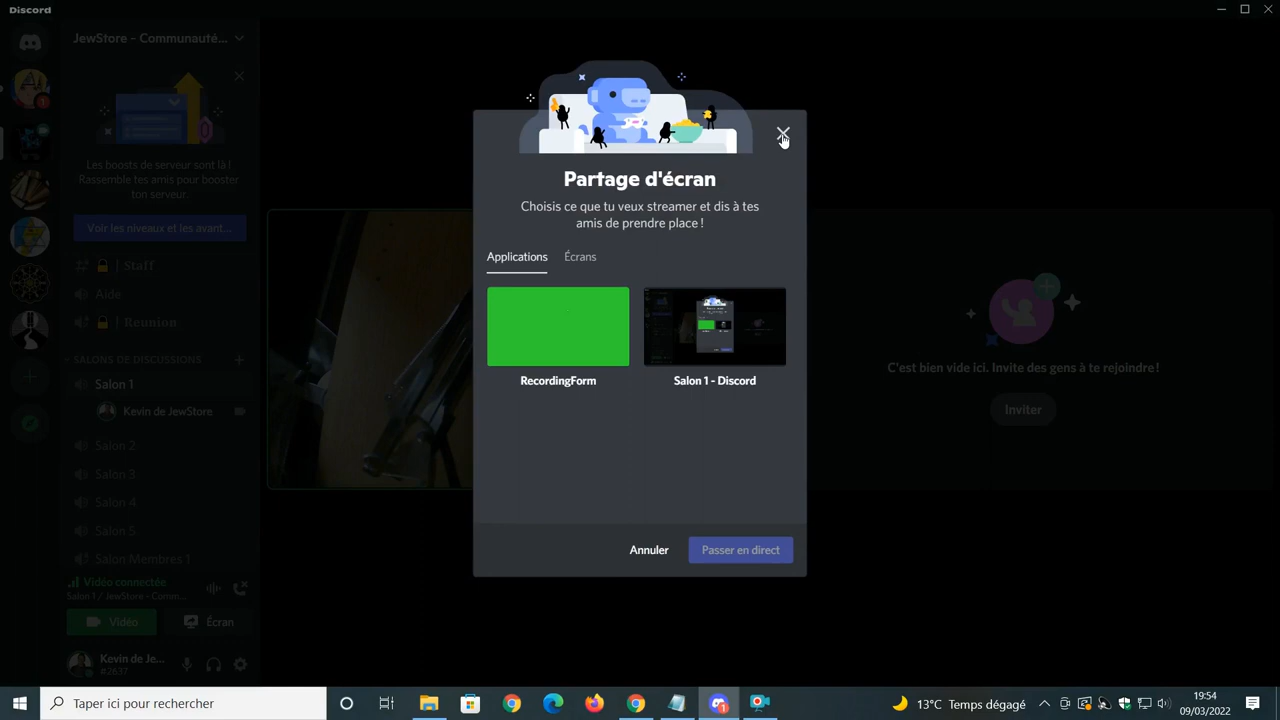 Discord
JewStore – Communauté...
Les boosts de serveur sont là !
Rassemble tes amis pour booster
ton serveur.
Voir les niveaux et les avant...
| Staff
Aide
| Reunion
SALONS DE DISCUSSIONS
Salon 1
Kevin de JewStore
Salon 2
Salon 3
Salon 4
Salon 5
Salon Membres 1
Vidéo connectée
Salon 1 / JewStore – Comm...
Vidéo
Écran
Kevin de Je...
#2637
Partage d'écran
Choisis ce que tu veux streamer et dis à tes
amis de prendre place !
Applications
Écrans
RecordingForm
Salon 1 - Discord
Annuler
Passer en direct
C'est bien vide ici. Invite des gens à te rejoindre !
Inviter
Taper ici pour rechercher
1
13°C Temps dégagé
19:54
09/03/2022